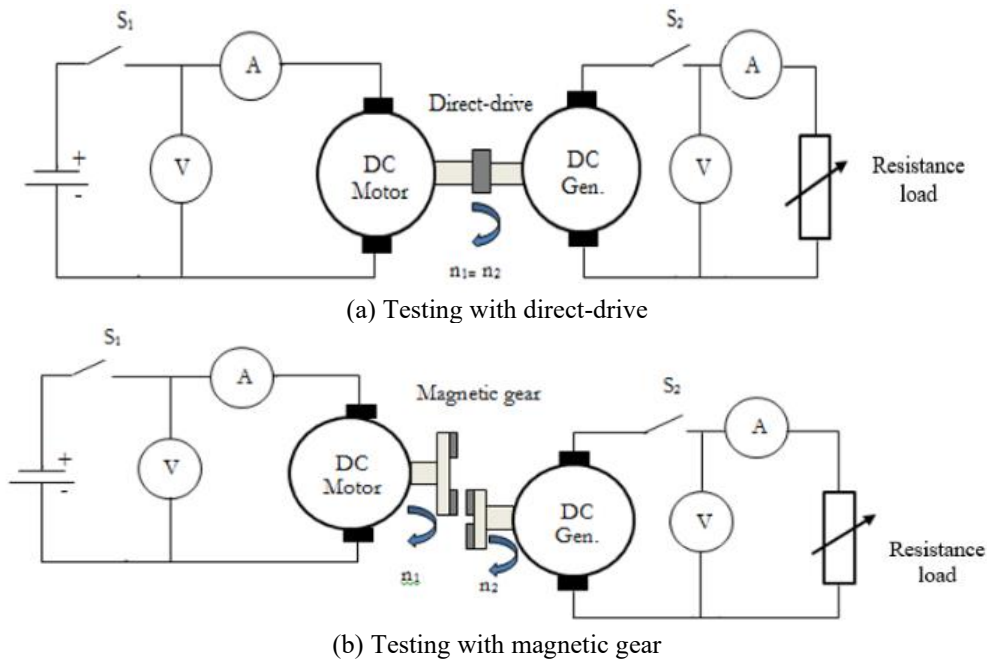 S₁
A
V
+
-
DC
Motor
Direct-drive
n₁= n₂
DC
Gen.
S₂
A
V
Resistance
load
(a) Testing with direct-drive
S₁
A
V
+
-
DC
Motor
Magnetic gear
n₁
n₂
DC
Gen.
S₂
A
V
Resistance
load
(b) Testing with magnetic gear